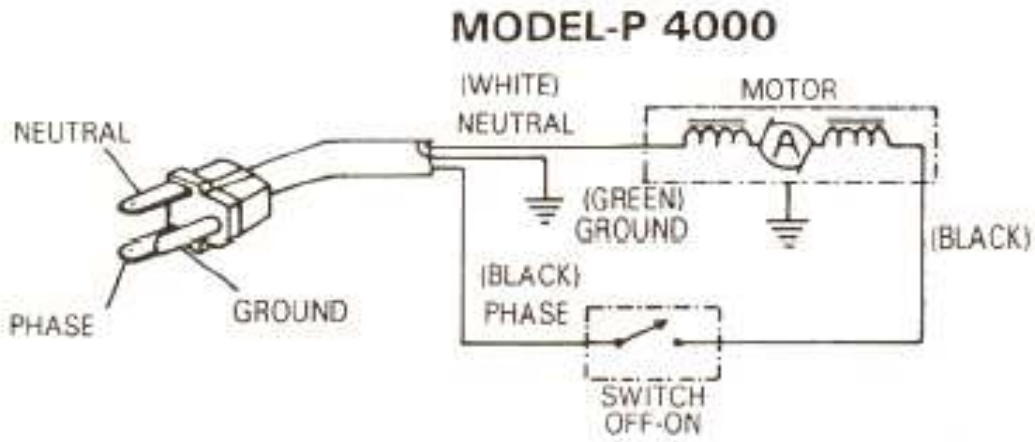 MODEL-P 4000
(WHITE)
NEUTRAL
MOTOR
NEUTRAL
A
(GREEN)
GROUND
(BLACK)
(BLACK)
PHASE
GROUND
PHASE
SWITCH
OFF-ON